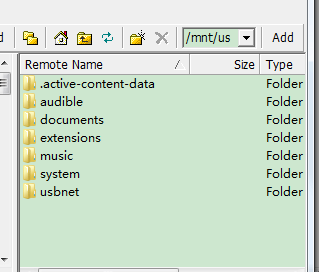 /mnt/us Add
Remote Name / Size Type
.active-content-data Folder
audible Folder
documents Folder
extensions Folder
music Folder
system Folder
usbnet Folder